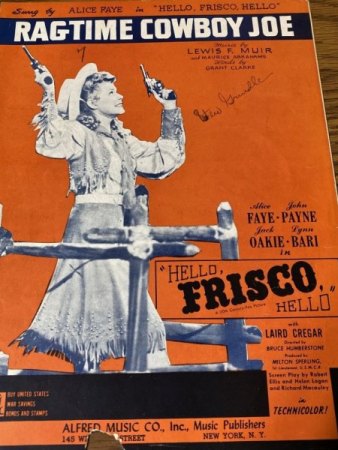 Sung by ALICE FAYE in "HELLO, FRISCO, HELLO"
RAGTIME COWBOY JOE
Music by
LEWIS F. MUIR
and MAURICE ABRAHAMS
Words by
GRANT CLARKE
Alice John
FAYE · PAYNE
Jack Lynn
OAKIE · BARI
in
"HELLO,
FRISCO,
HELLO"
A 20th Century-Fox Picture
with
LAIRD CREGAR
Directed by
BRUCE HUMBERSTONE
Produced by
MILTON SPERLING,
1st Lieutenant, U.S.M.C.R.
Screen Play by Robert
Ellis and Helen Logan
and Richard Macaulay
in
TECHNICOLOR!
BUY UNITED STATES
WAR SAVINGS
BONDS AND STAMPS
ALFRED MUSIC CO., Inc., Music Publishers
145 STREET NEW YORK, N. Y.